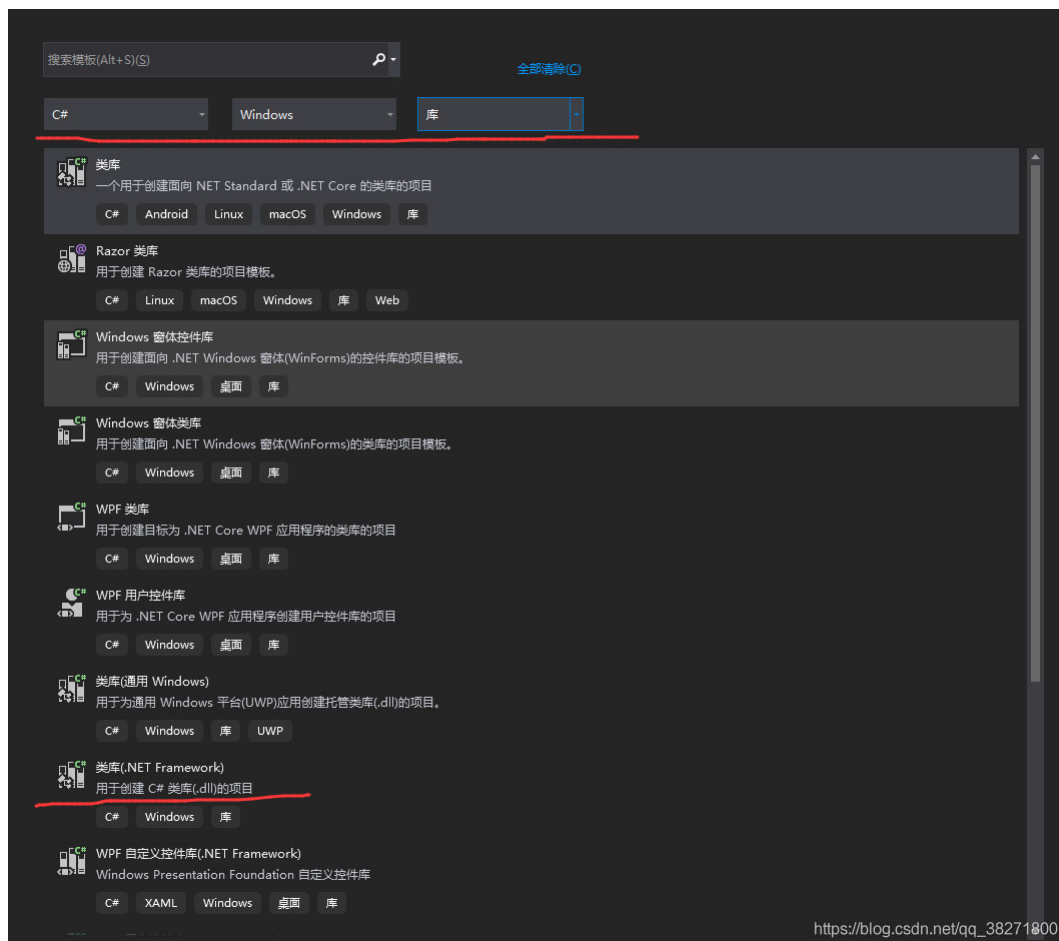 搜索模板(Alt+S)(S)
全部清除(C)
C# Windows 库
类库
一个用于创建面向 NET Standard 或 .NET Core 的类库的项目
C# Android Linux macOS Windows 库
Razor 类库
用于创建 Razor 类库的项目模板。
C# Linux macOS Windows 库 Web
Windows 窗体控件库
用于创建面向 .NET Windows 窗体(WinForms)的控件库的项目模板。
C# Windows 桌面 库
Windows 窗体类库
用于创建面向 .NET Windows 窗体(WinForms)的类库的项目模板。
C# Windows 桌面 库
WPF 类库
用于创建目标为 .NET Core WPF 应用程序的类库的项目
C# Windows 桌面 库
WPF 用户控件库
用于为 .NET Core WPF 应用程序创建用户控件库的项目
C# Windows 桌面 库
类库(通用 Windows)
用于为通用 Windows 平台(UWP)应用创建托管类库(.dll)的项目。
C# Windows 库 UWP
类库(.NET Framework)
用于创建 C# 类库(.dll)的项目
C# Windows 库
WPF 自定义控件库(.NET Framework)
Windows Presentation Foundation 自定义控件库
C# XAML Windows 桌面 库
https://blog.csdn.net/qq_38271800